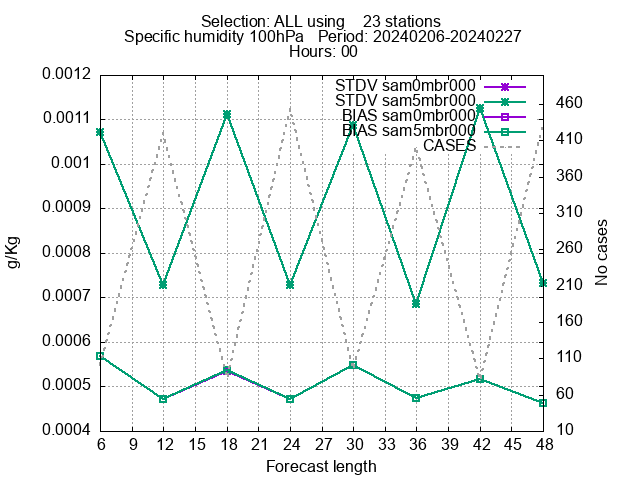 Selection: ALL using 23 stations
Specific humidity 100hPa Period: 20240206-20240227
Hours: 00
STDV sam0mbr000
STDV sam5mbr000
BIAS sam0mbr000
BIAS sam5mbr000
CASES
g/Kg
0.0012
0.0011
0.001
0.0009
0.0008
0.0007
0.0006
0.0005
0.0004
460
410
360
310
260
210
160
110
60
10
No cases
6 9 12 15 18 21 24 27 30 33 36 39 42 45 48
Forecast length